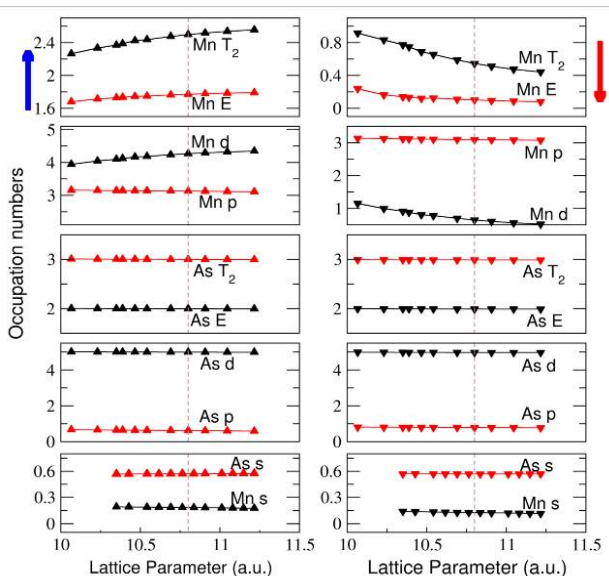 Occupation numbers
2.4
2
1.6
Mn T2
Mn E
0.8
0.4
0
Mn T2
Mn E
5
4
3
Mn d
Mn p
3
2
1
Mn p
Mn d
3
2
As T2
As E
3
2
As T2
As E
4
2
0
As d
As p
4
2
0
As d
As p
0.6
0.3
0
As s
Mn s
0.6
0.3
0
As s
Mn s
10 10.5 11 11.5
10 10.5 11 11.5
Lattice Parameter (a.u.) Lattice Parameter (a.u.)